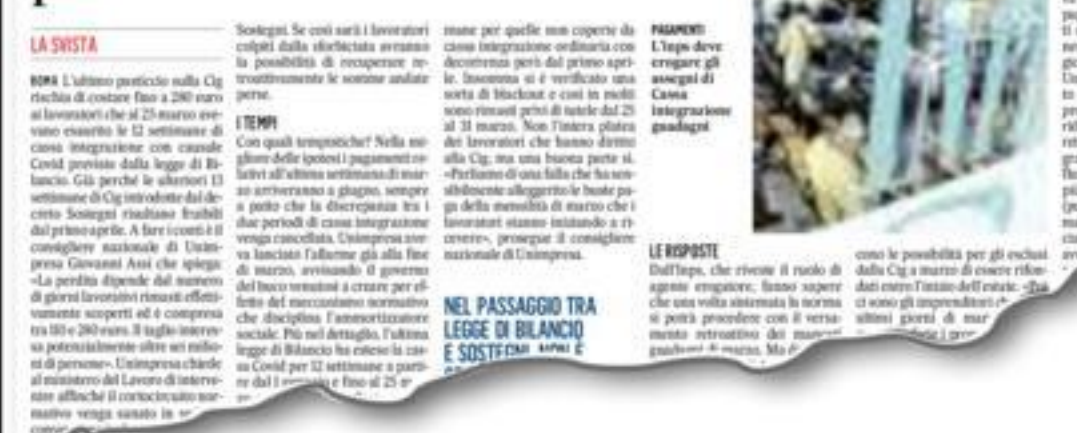 LA SVISTA
ROMA L'ultimo pasticcio sulla Cig
rischia di costare fino a 280 euro
ai lavoratori che al 25 marzo ave-
vano esaurito le 12 settimane di
cassa integrazione con causale
Covid previste dalla legge di Bi-
lancio. Già perché le ulteriori 13
settimane di Cig introdotte dal de-
creto Sostegni risultano fruibili
dal primo aprile. A fare i conti è il
consigliere nazionale di Unim-
presa Giovanni Assi che spiega:
«La perdita dipende dal numero
di giorni lavorativi rimasti effetti-
vamente scoperti ed è compresa
tra 110 e 280 euro. Il taglio interes-
sa potenzialmente oltre sei milio-
ni di persone». Unimpresa chiede
al ministero del Lavoro di interve-
nire affinché il cortocircuito nor-
mativo venga sanato in
Sostegni. Se così sarà i lavoratori
colpiti dalla sforbiciata avranno
la possibilità di recuperare re-
troattivamente le somme andate
perse.
I TEMPI
Con quali tempistiche? Nella mi-
gliore delle ipotesi i pagamenti re-
lativi all'ultima settimana di mar-
zo arriveranno a giugno, sempre
a patto che la discrepanza tra i
due periodi di cassa integrazione
venga cancellata. Unimpresa ave-
va lanciato l'allarme già alla fine
di marzo, avvisando il governo
del buco venutosi a creare per ef-
fetto del meccanismo normativo
che disciplina l'ammortizzatore
sociale. Più nel dettaglio, l'ultima
legge di Bilancio ha esteso la cas-
sa Covid per 12 settimane a parti-
re dal 1 gennaio e fino al 25
mane per quelle non coperte da
cassa integrazione ordinaria con
decorrenza però dal primo apri-
le. Insomma si è verificato una
sorta di blackout e così in molti
sono rimasti privi di tutele dal 25
al 31 marzo. Non l'intera platea
dei lavoratori che hanno diritto
alla Cig, ma una buona parte sì.
«Parliamo di una falla che ha sen-
sibilmente alleggerito le buste pa-
ga della mensilità di marzo che i
lavoratori stanno iniziando a ri-
cevere», prosegue il consigliere
nazionale di Unimpresa.
NEL PASSAGGIO TRA
LEGGE DI BILANCIO
E SOSTEGNI, NON È
PAGAMENTI
L'Inps deve
erogare gli
assegni di
Cassa
integrazione
guadagni
LE RISPOSTE
Dall'Inps, che riveste il ruolo di
agente erogatore, fanno sapere
che una volta sistemata la norma
si potrà procedere con il versa-
mento retroattivo dei mancati
guadagni di marzo. Ma
cono le possibilità per gli esclusi
dalla Cig a marzo di essere rifon-
dati entro l'inizio dell'estate.
ci sono gli imprenditori
ultimi giorni di mar